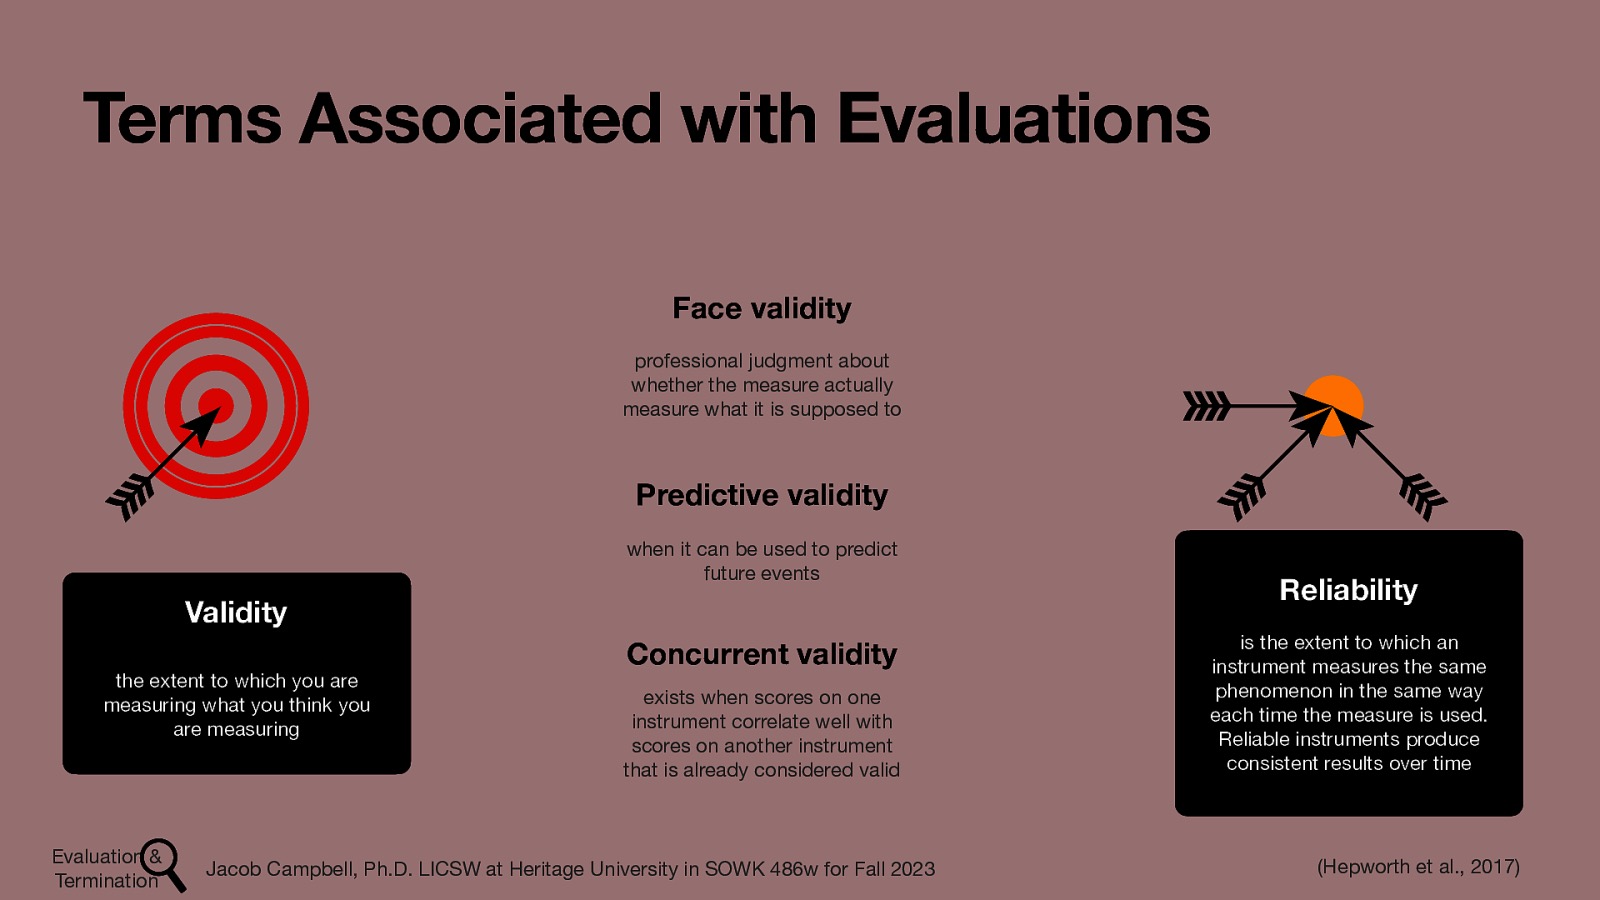 Terms Associated with Evaluations
Validity
the extent to which you are
measuring what you think you
are measuring
Face validity
professional judgment about
whether the measure actually
measure what it is supposed to
Predictive validity
when it can be used to predict
future events
Concurrent validity
exists when scores on one
instrument correlate well with
scores on another instrument
that is already considered valid
Reliability
is the extent to which an
instrument measures the same
phenomenon in the same way
each time the measure is used.
Reliable instruments produce
consistent results over time
Evaluation &
Termination
Jacob Campbell, Ph.D. LICSW at Heritage University in SOWK 486w for Fall 2023
(Hepworth et al., 2017)